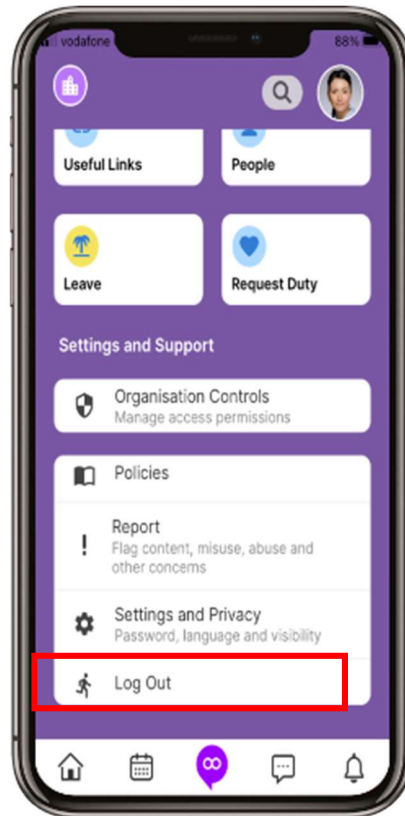 vodafone 88%
Useful Links People
Leave Request Duty
Settings and Support
Organisation Controls
Manage access permissions
Policies
Report
Flag content, misuse, abuse and
other concerns
Settings and Privacy
Password, language and visibility
Log Out